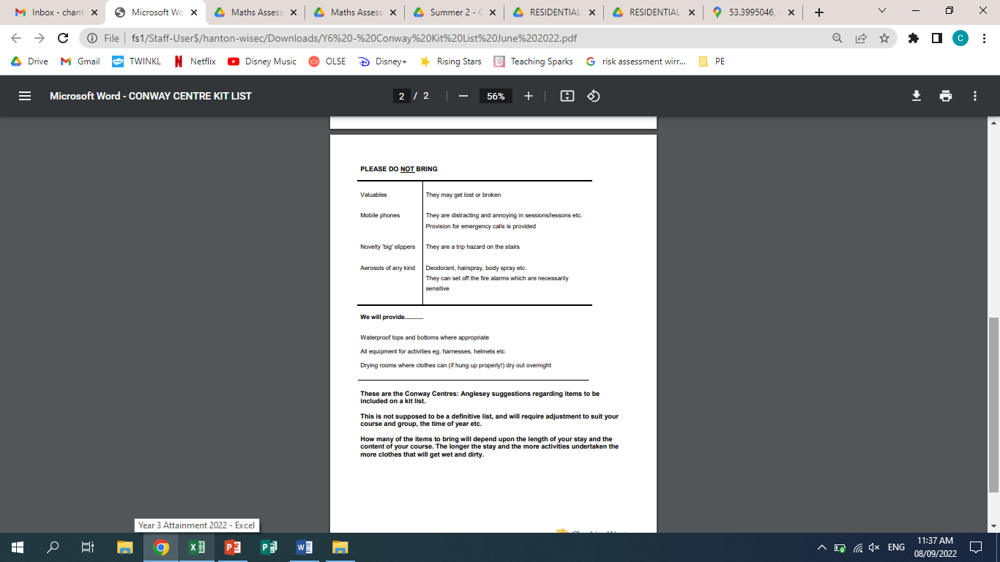 Inbox - chant
Microsoft Wo
Maths Assess
Maths Assess
Summer 2 - G
RESIDENTIAL
RESIDENTIAL
53.3995046, -
File | fs1/Staff-User$/hanton-wisec/Downloads/Y6%20-%20Conway%20Kit%20List%20June%202022.pdf
C
Drive Gmail TWINKL Netflix Disney Music OLSE Disney+ Rising Stars Teaching Sparks risk assessment wirr... PE
Microsoft Word - CONWAY CENTRE KIT LIST 2 / 2 56%
PLEASE DO NOT BRING
Valuables They may get lost or broken
Mobile phones They are distracting and annoying in sessions/lessons etc.
Provision for emergency calls is provided
Novelty 'big' slippers They are a trip hazard on the stairs
Aerosols of any kind Deodorant, hairspray, body spray etc.
They can set off the fire alarms which are necessarily
sensitive
We will provide...........
Waterproof tops and bottoms where appropriate
All equipment for activities eg. harnesses, helmets etc
Drying rooms where clothes can (if hung up properly!) dry out overnight
These are the Conway Centres: Anglesey suggestions regarding items to be
included on a kit list.
This is not supposed to be a definitive list, and will require adjustment to suit your
course and group, the time of year etc.
How many of the items to bring will depend upon the length of your stay and the
content of your course. The longer the stay and the more activities undertaken the
more clothes that will get wet and dirty.
Year 3 Attainment 2022 - Excel
ENG
11:37 AM
08/09/2022